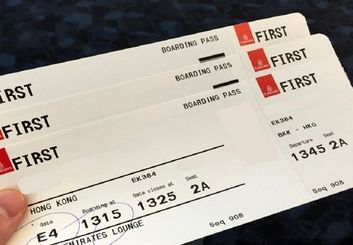 FIRST
BOARDING PASS
FIRST
FIRST
BOARDING PASS
FIRST
FIRST
BOARDING PASS
FIRST
EK384
EK384
HONG KONG
BKK - HKG
Gate Boarding at Gate closes at Seat
E4 1315 1325 2A
Departure Seat
1345 2A
EMIRATES LOUNGE
Seq 908
Seq 908